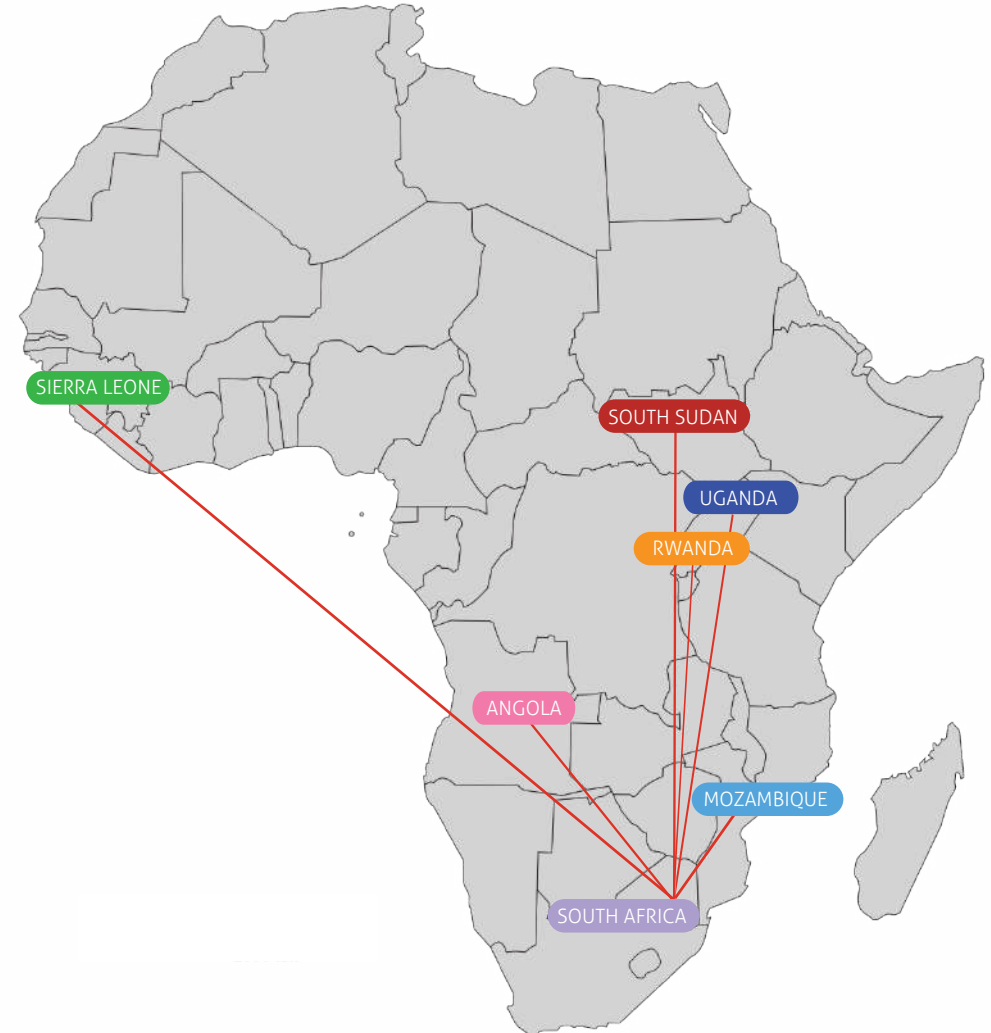 SIERRA LEONE
SOUTH SUDAN
UGANDA
RWANDA
ANGOLA
MOZAMBIQUE
SOUTH AFRICA